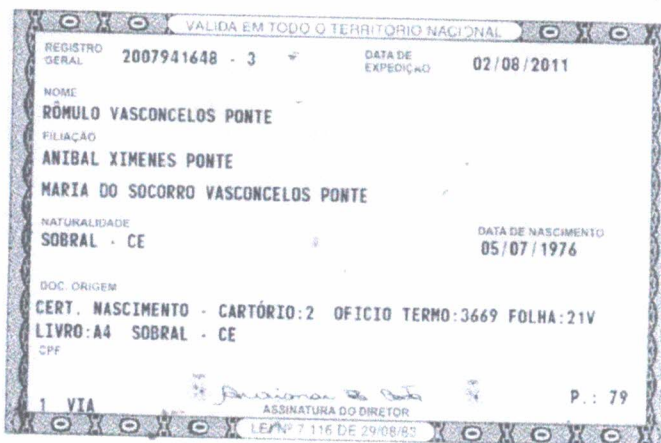 VALIDA EM TODO O TERRITORIO NACIONAL
REGISTRO GERAL 2007941648 - 3 DATA DE EXPEDIÇÃO 02/08/2011
NOME
RÔMULO VASCONCELOS PONTE
FILIAÇÃO
ANIBAL XIMENES PONTE
MARIA DO SOCORRO VASCONCELOS PONTE
NATURALIDADE DATA DE NASCIMENTO
SOBRAL - CE 05/07/1976
DOC. ORIGEM
CERT. NASCIMENTO - CARTÓRIO:2 OFICIO TERMO:3669 FOLHA:21V
LIVRO:A4 SOBRAL - CE
CPF
1 VIA P.: 79
ASSINATURA DO DIRETOR
LEI Nº 7.116 DE 29/08/83